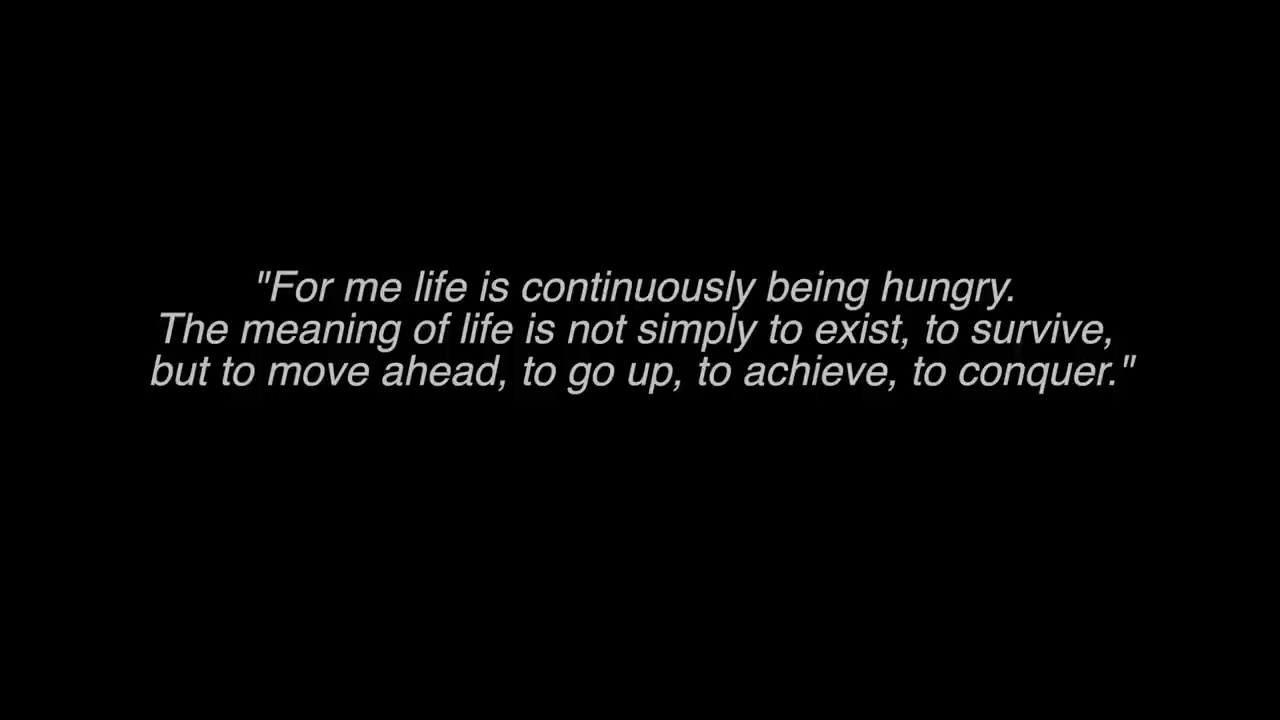 "For me life is continuously being hungry.
The meaning of life is not simply to exist, to survive,
but to move ahead, to go up, to achieve, to conquer."